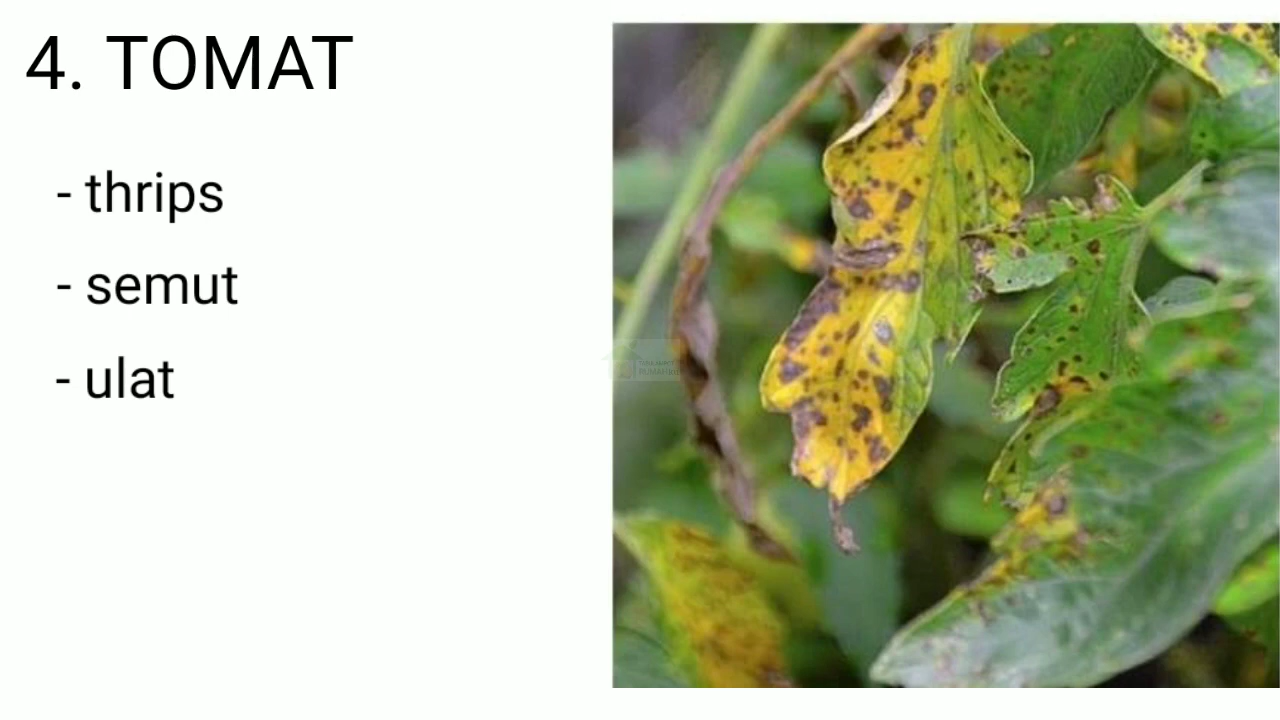 4. TOMAT
- thrips
- semut
- ulat